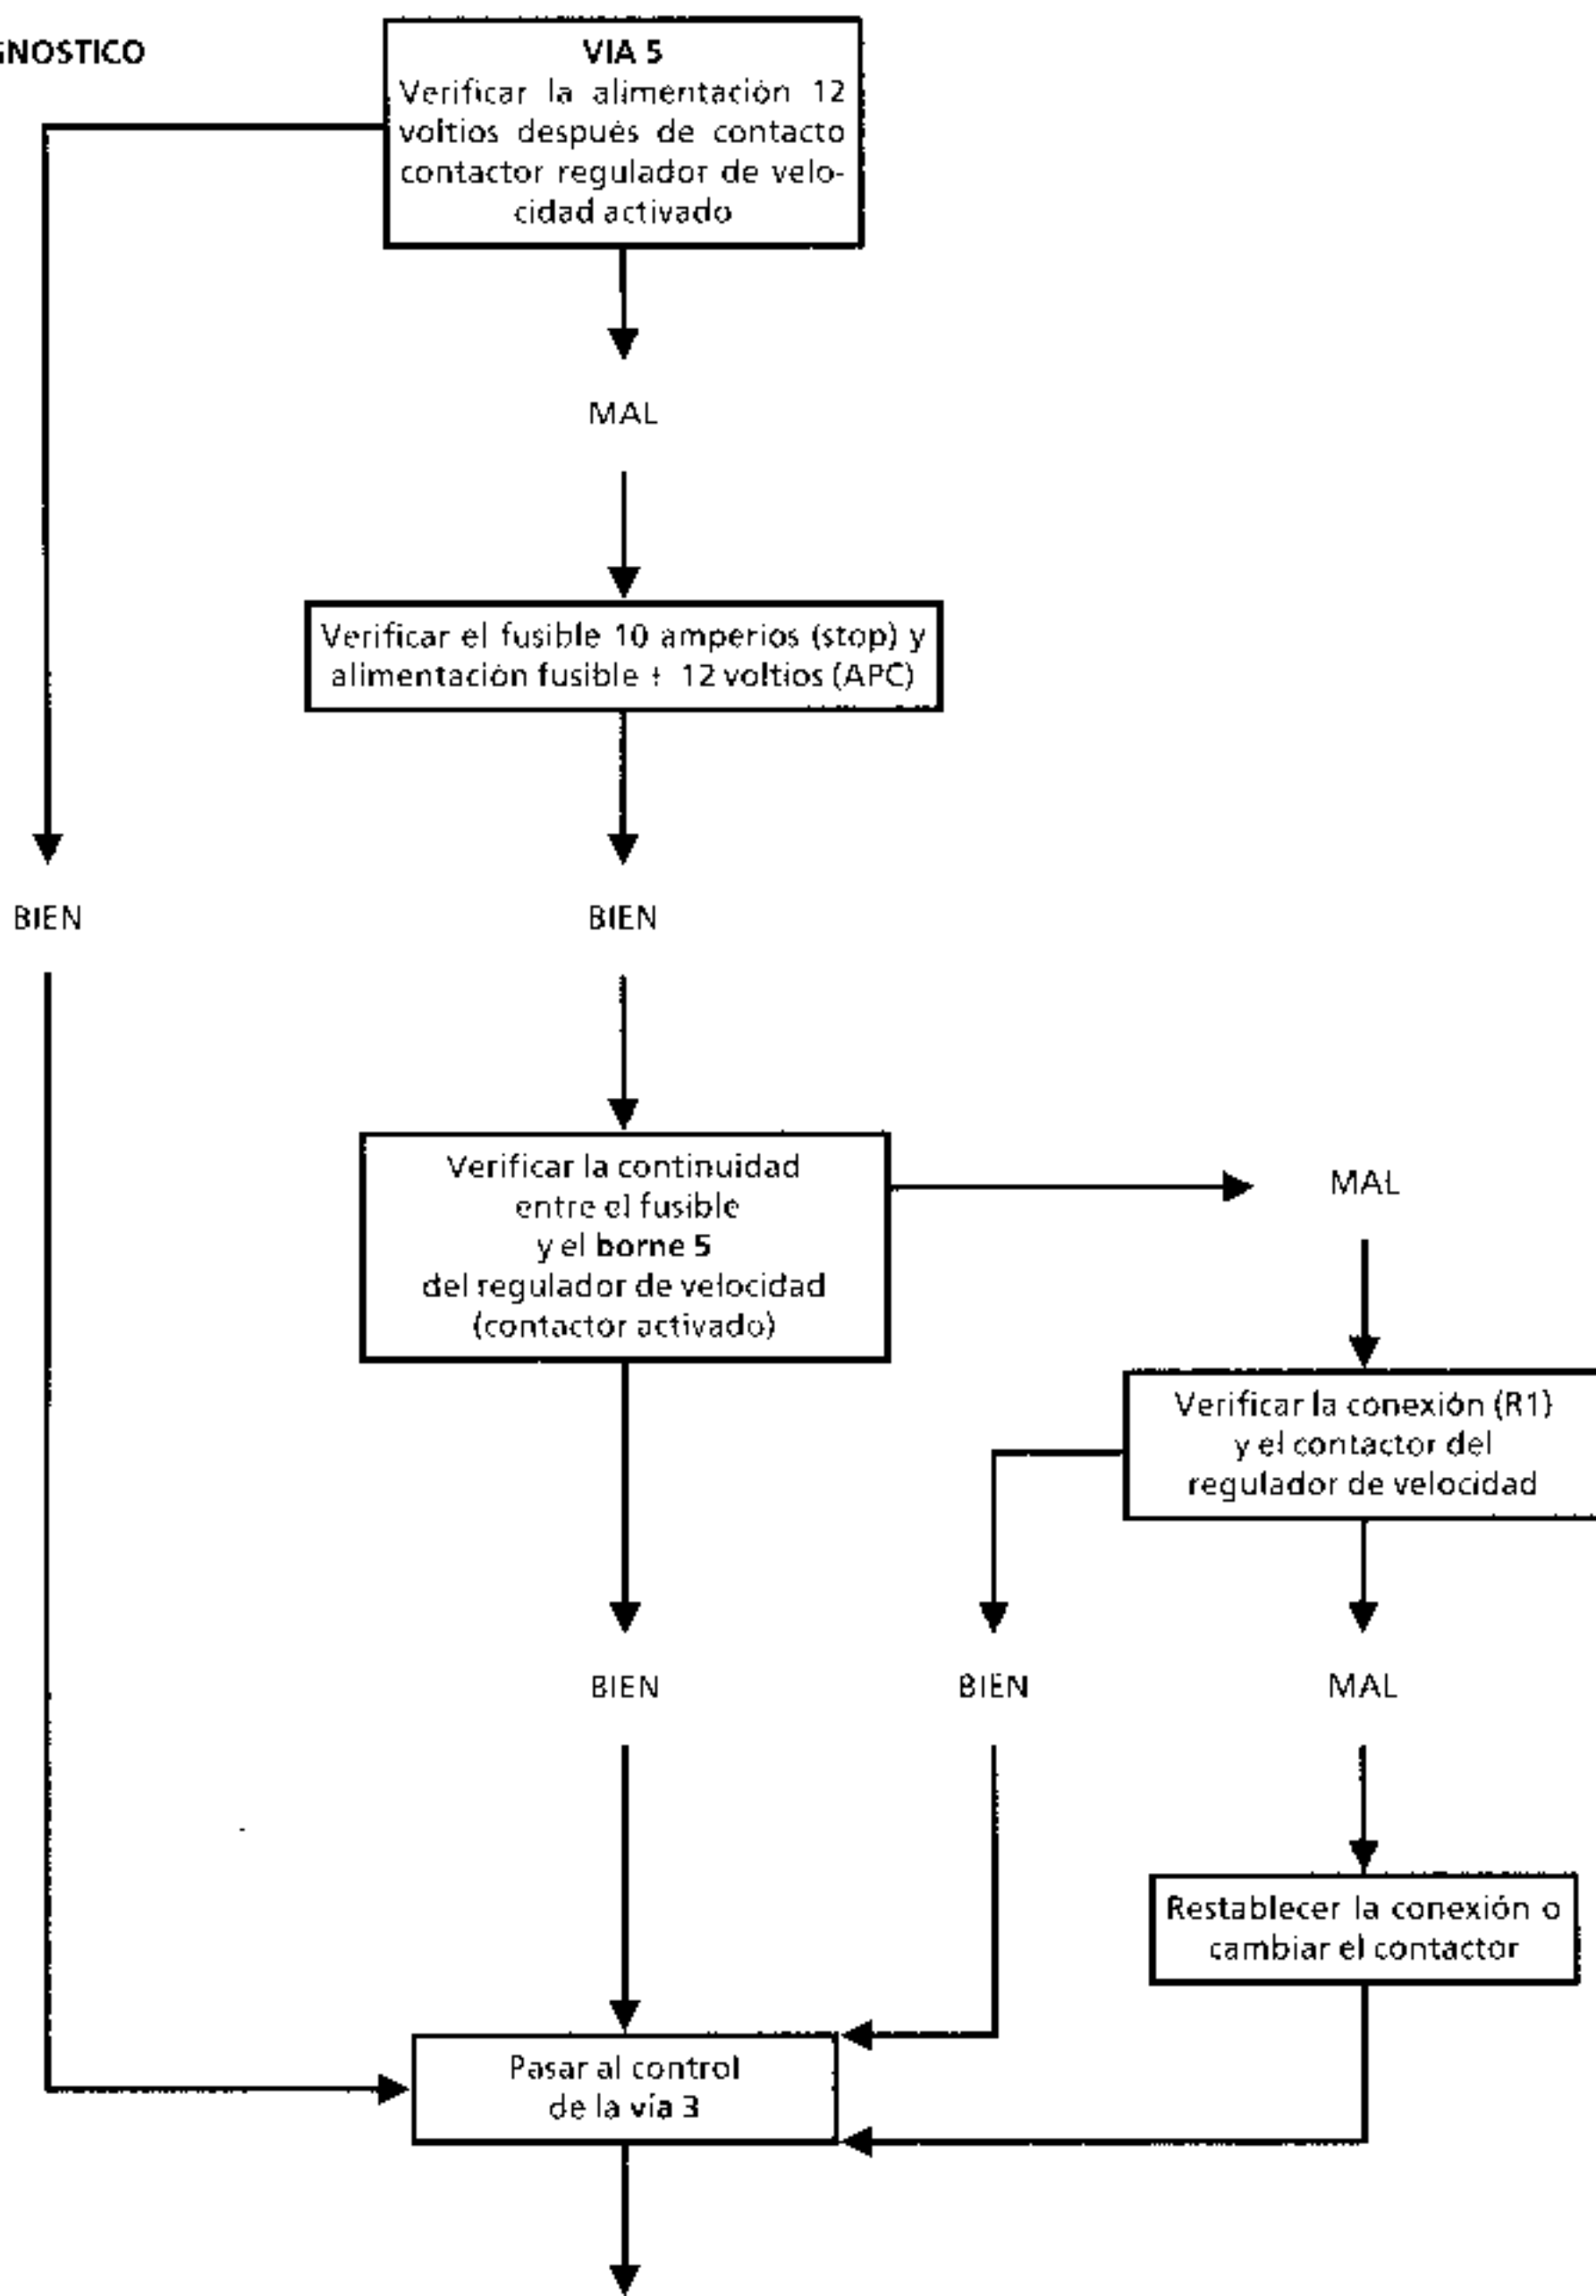 GNOSTICO
VIA 5
Verificar la alimentación 12
voltios después de contacto
contactor regulador de velo-
cidad activado
MAL
Verificar el fusible 10 amperios (stop) y
alimentación fusible + 12 voltios (APC)
BIEN
BIEN
Verificar la continuidad
entre el fusible
y el borne 5
del regulador de velocidad
(contactor activado)
MAL
Verificar la conexión (R1)
y el contactor del
regulador de velocidad
BIEN
BIEN
MAL
Restablecer la conexión o
cambiar el contactor
Pasar al control
de la vía 3